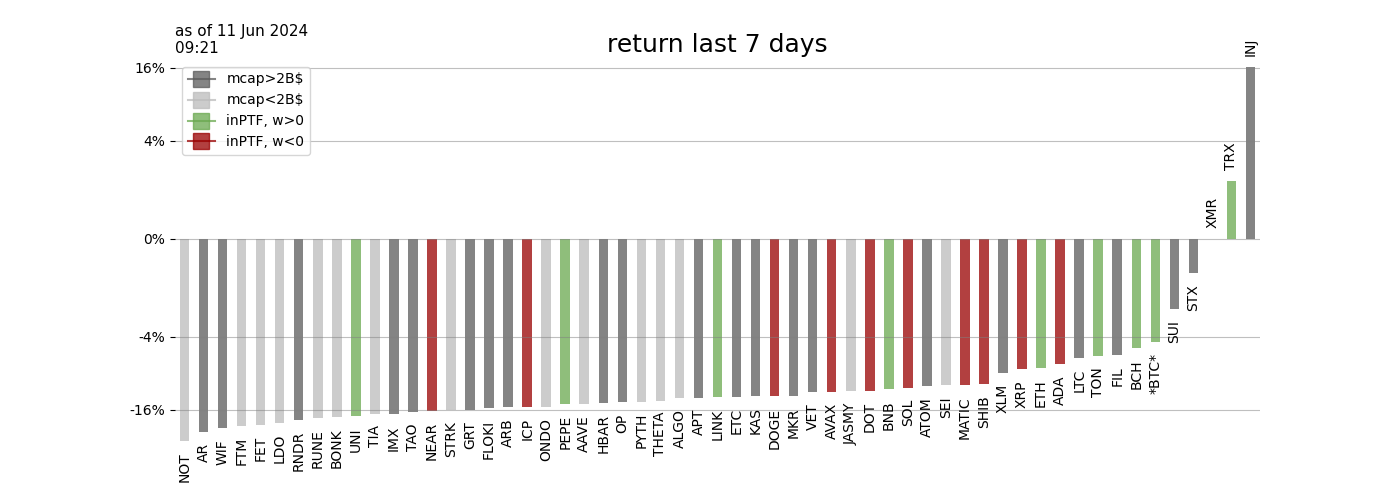 as of 11 Jun 2024
09:21
return last 7 days
mcap>2B$
mcap<2B$
inPTF, w>0
inPTF, w<0
16%
4%
0%
-4%
-16%
NOT
AR
WIF
FTM
FET
LDO
RNDR
RUNE
BONK
UNI
TIA
IMX
TAO
NEAR
STRK
GRT
FLOKI
ARB
ICP
ONDO
PEPE
AAVE
HBAR
OP
PYTH
THETA
ALGO
APT
LINK
ETC
KAS
DOGE
MKR
VET
AVAX
JASMY
DOT
BNB
SOL
ATOM
SEI
MATIC
SHIB
XLM
XRP
ETH
ADA
LTC
TON
FIL
BCH
*BTC*
SUI
STX
XMR
TRX
INJ